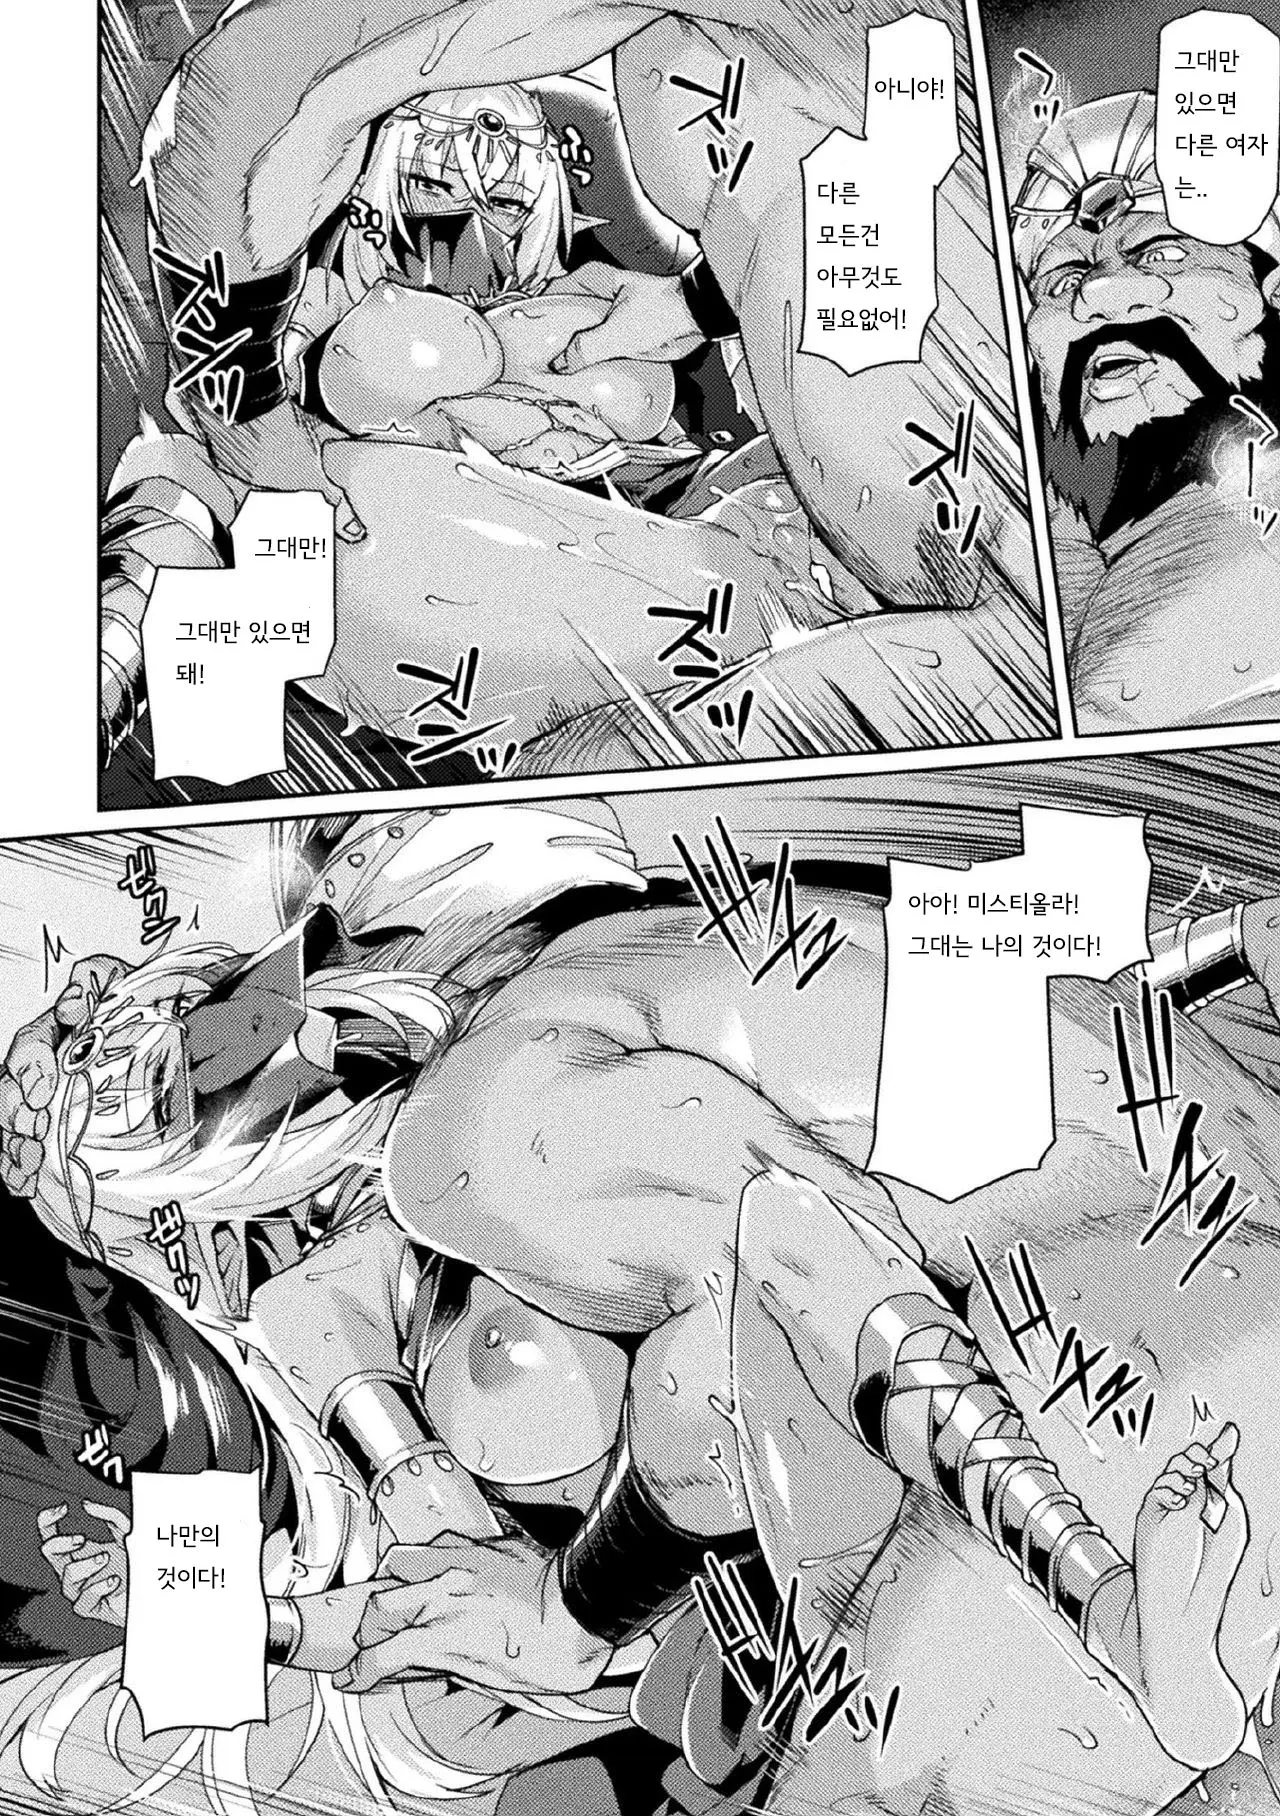 그대만
있으면
다른 여자
는..
아니야!
다른
모든건
아무것도
필요없어!
그대만!
그대만 있으면
돼!
아아! 미스티올라!
그대는 나의 것이다!
나만의
것이다!